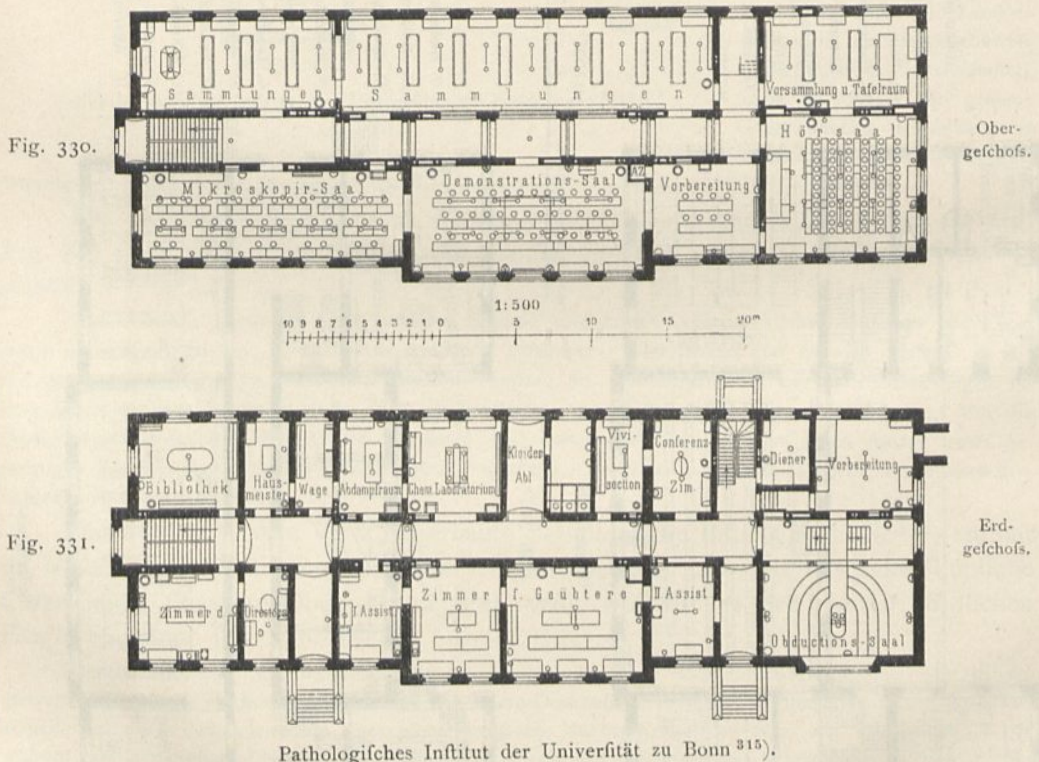 Fig. 330.
Sammlungen
Sammlungen
Vorsammlung u. Tafelraum
Hörsaal
Mikroskopir-Saal
Demonstrations-Saal
AZ
Vorbereitung
Ober-
geſchoſs.
1:500
10 9 8 7 6 5 4 3 2 1 0 5 10 15 20m
Fig. 331.
Bibliothek
Haus-
meister
Wage
Abdampfraum
Chem. Laboratorium
Kleider
Abl
Vivi-
section
Conferenz-
Zim.
Diener
Vorbereitung
Zimmer d. Directors
I Assist.
Zimmer f. Geübtere
II Assist.
Obductions-Saal
Erd-
geſchoſs.
Pathologiſches Inſtitut der Univerſität zu Bonn 315).